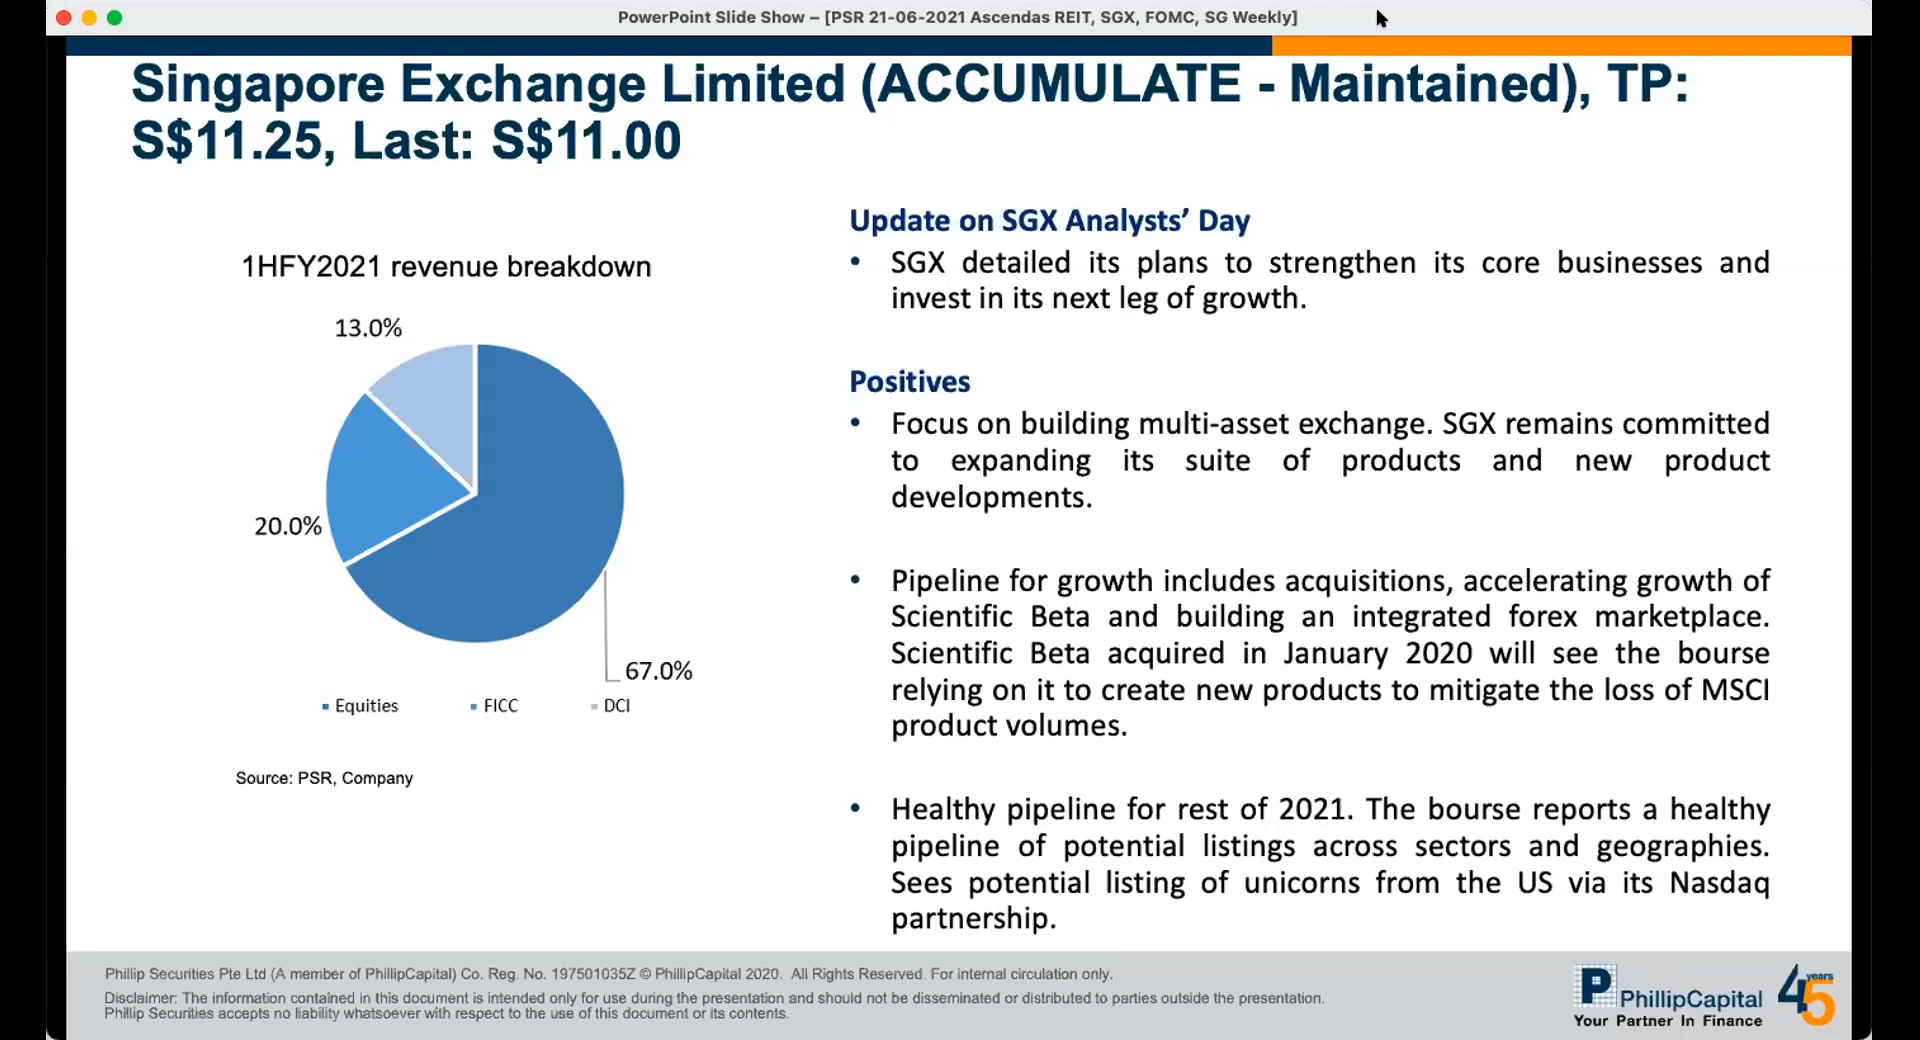 PowerPoint Slide Show – [PSR 21-06-2021 Ascendas REIT, SGX, FOMC, SG Weekly]
Singapore Exchange Limited (ACCUMULATE - Maintained), TP:
S$11.25, Last: S$11.00
1HFY2021 revenue breakdown
13.0%
20.0%
67.0%
Equities
FICC
DCI
Source: PSR, Company
Update on SGX Analysts’ Day
• SGX detailed its plans to strengthen its core businesses and
invest in its next leg of growth.
Positives
• Focus on building multi-asset exchange. SGX remains committed
to expanding its suite of products and new product
developments.
• Pipeline for growth includes acquisitions, accelerating growth of
Scientific Beta and building an integrated forex marketplace.
Scientific Beta acquired in January 2020 will see the bourse
relying on it to create new products to mitigate the loss of MSCI
product volumes.
• Healthy pipeline for rest of 2021. The bourse reports a healthy
pipeline of potential listings across sectors and geographies.
Sees potential listing of unicorns from the US via its Nasdaq
partnership.
Phillip Securities Pte Ltd (A member of PhillipCapital) Co. Reg. No. 197501035Z © PhillipCapital 2020. All Rights Reserved. For internal circulation only.
Disclaimer: The information contained in this document is intended only for use during the presentation and should not be disseminated or distributed to parties outside the presentation.
Phillip Securities accepts no liability whatsoever with respect to the use of this document or its contents.
P PhillipCapital
Your Partner In Finance
45 years